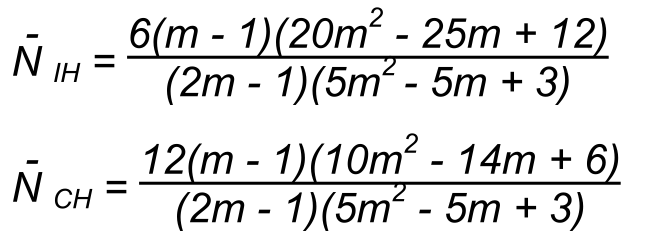 N̄ IH = 6(m - 1)(20m² - 25m + 12)
(2m - 1)(5m² - 5m + 3)
N̄ CH = 12(m - 1)(10m² - 14m + 6)
(2m - 1)(5m² - 5m + 3)